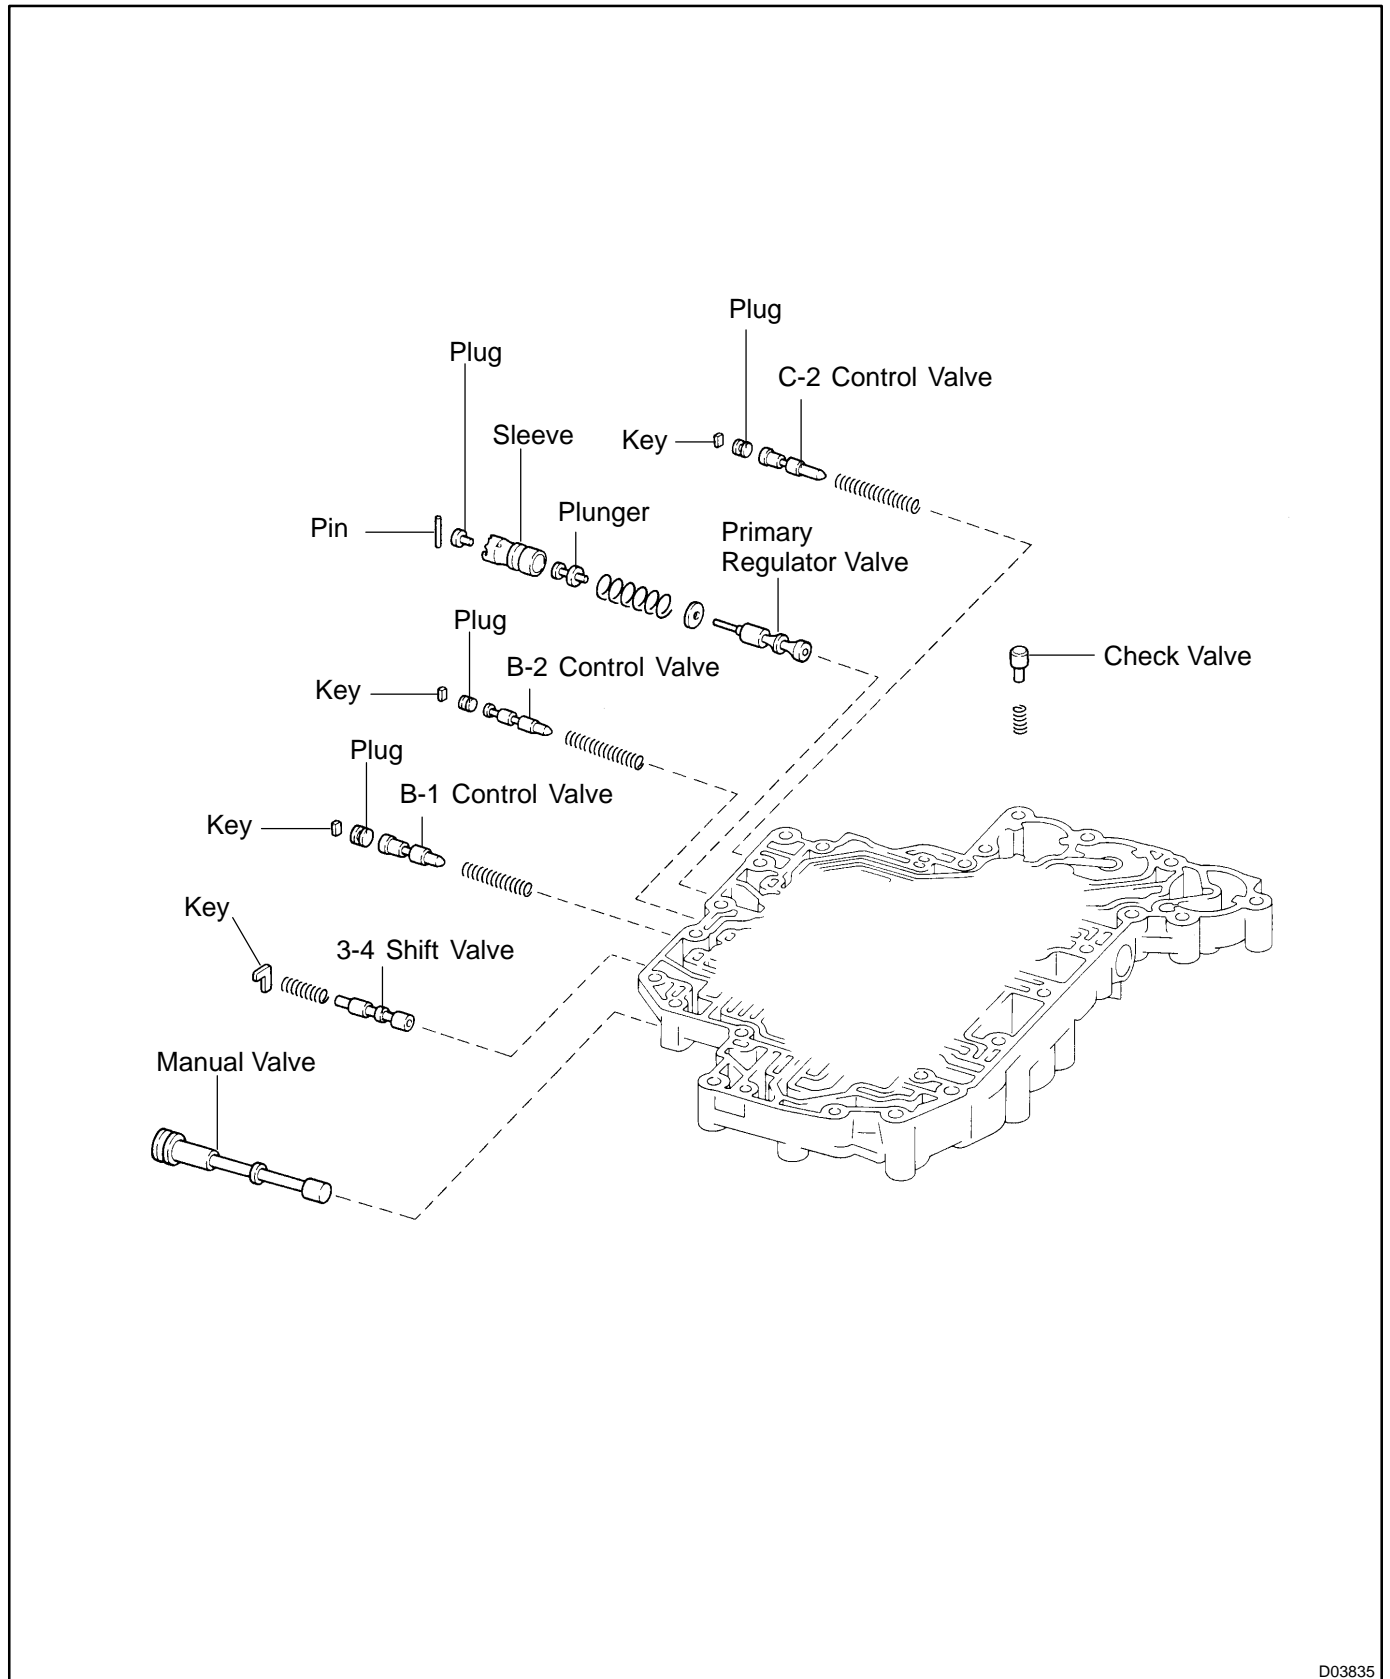 Plug
Plug
C-2 Control Valve
Sleeve
Key
Plunger
Pin
Primary
Regulator Valve
Plug
B-2 Control Valve
Check Valve
Key
Plug
B-1 Control Valve
Key
Key
3-4 Shift Valve
Manual Valve
D03835